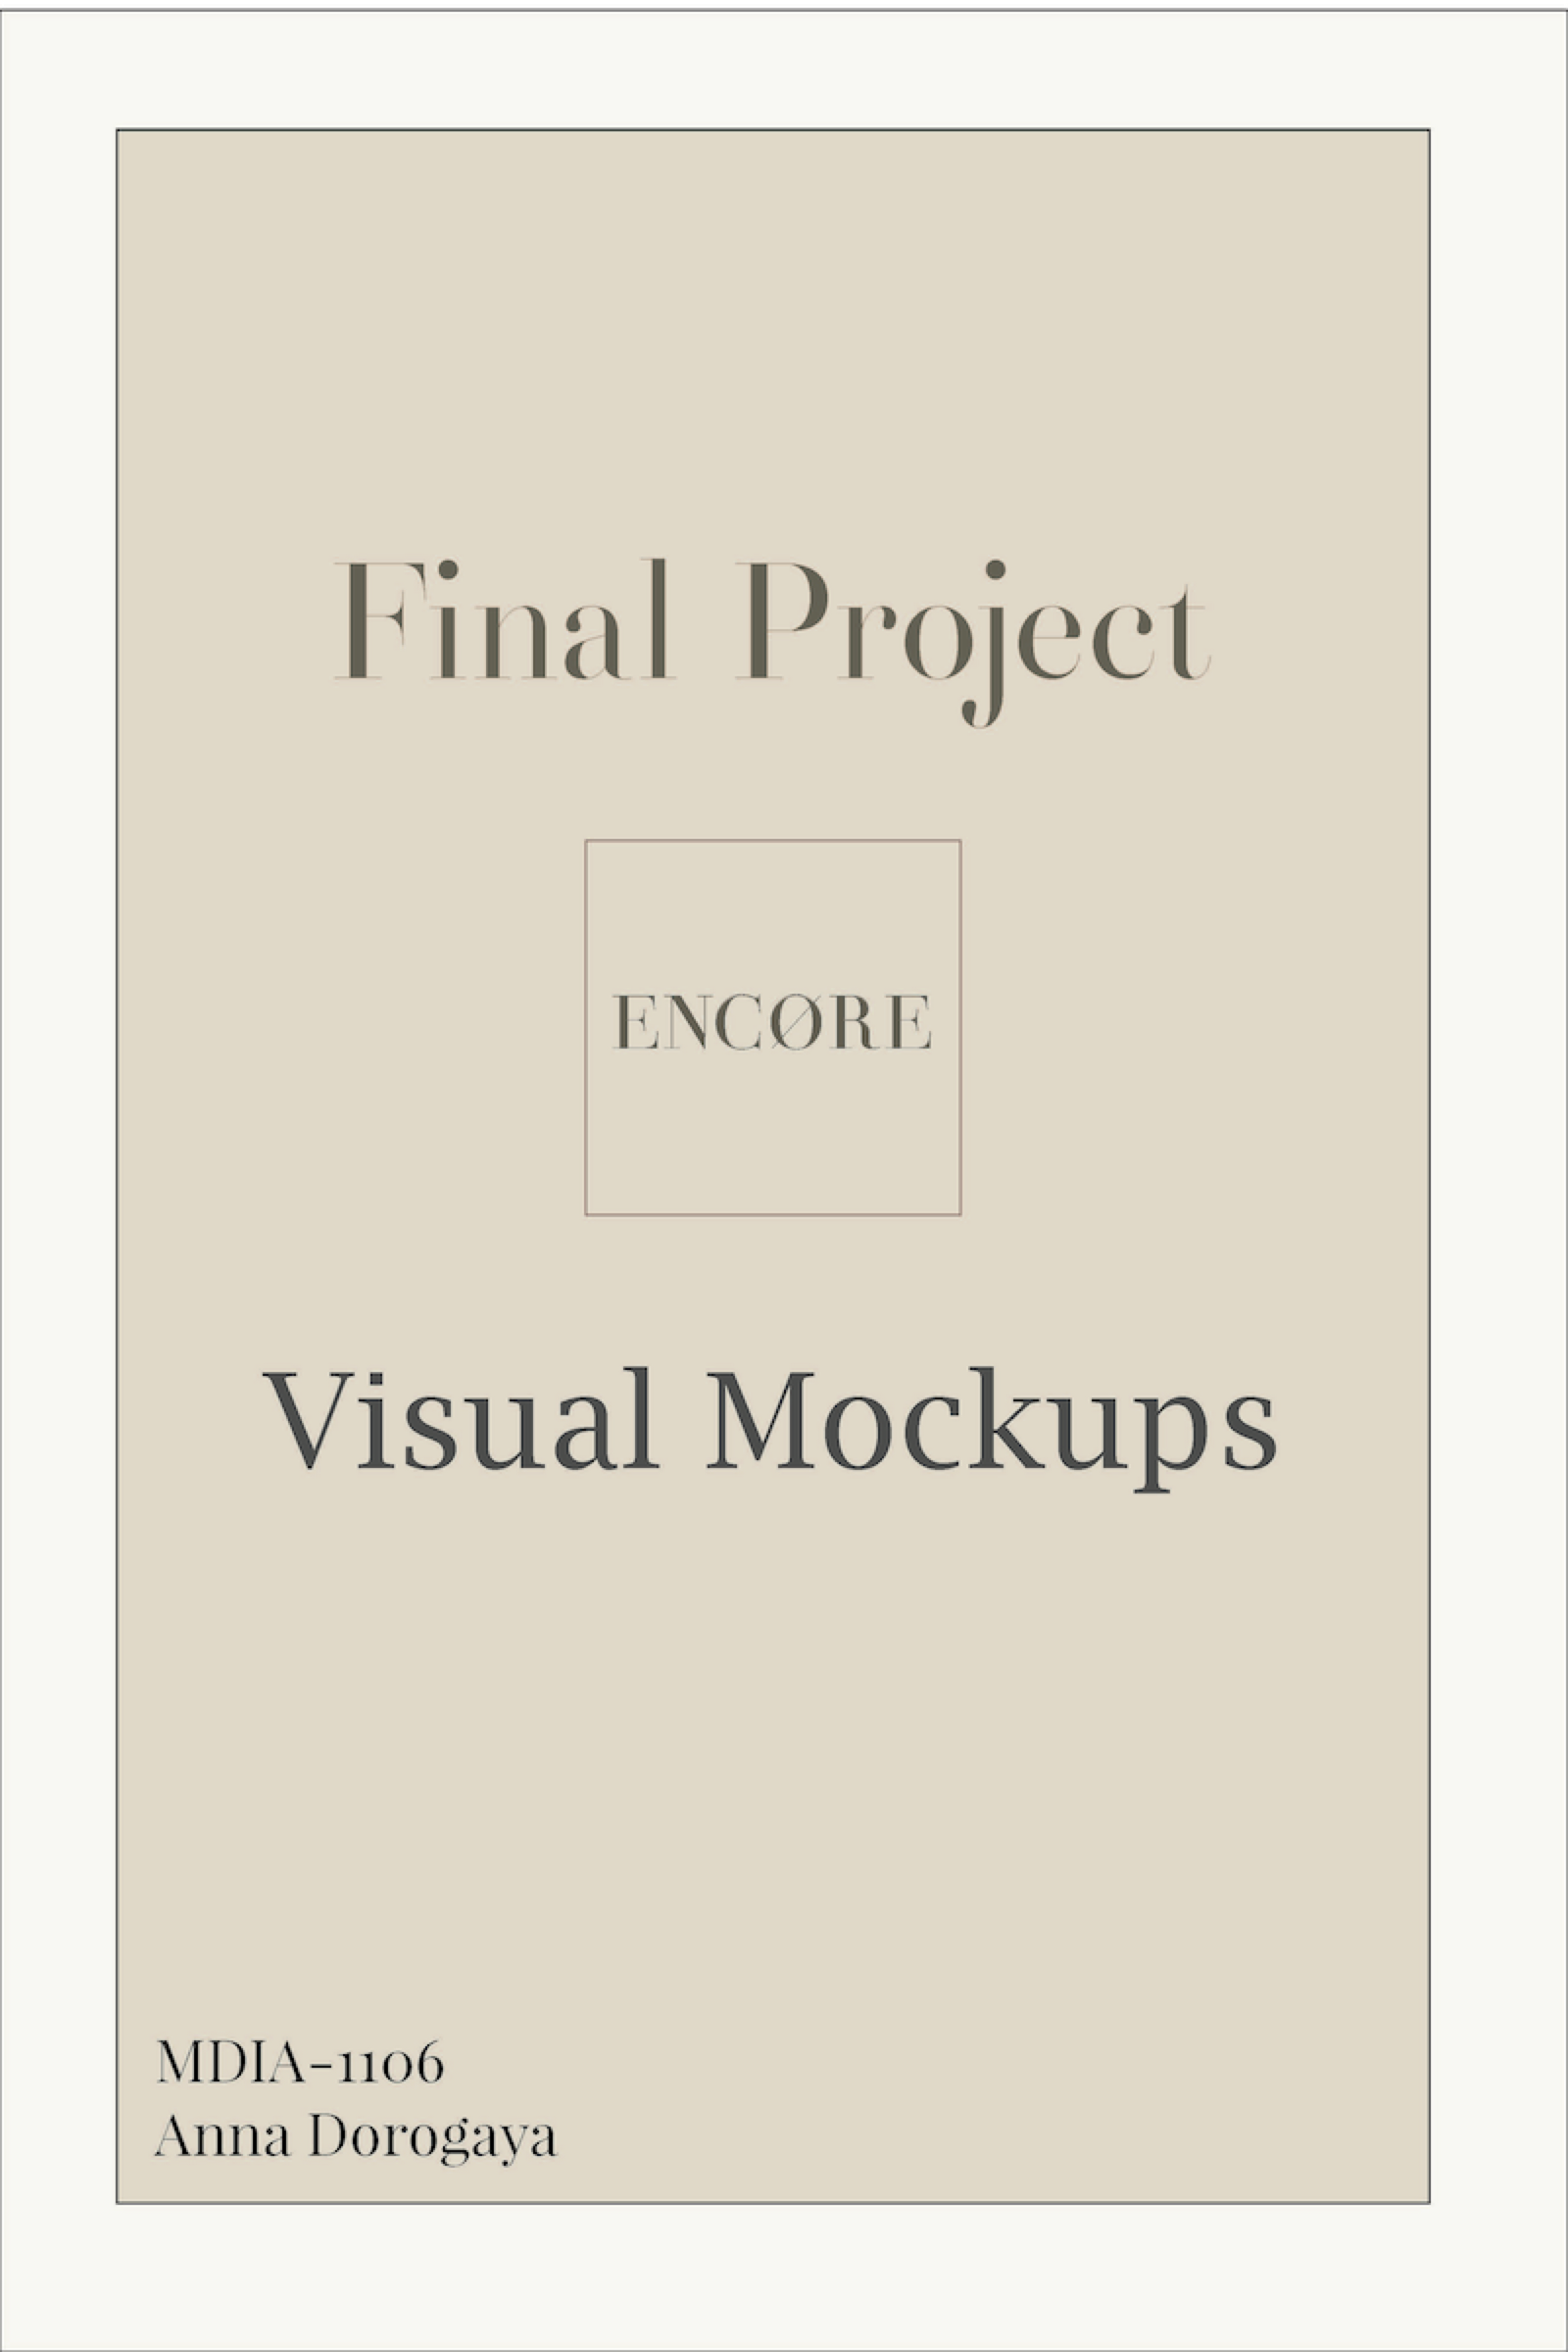 Final Project
ENCØRE
Visual Mockups
MDIA-1106
Anna Dorogaya